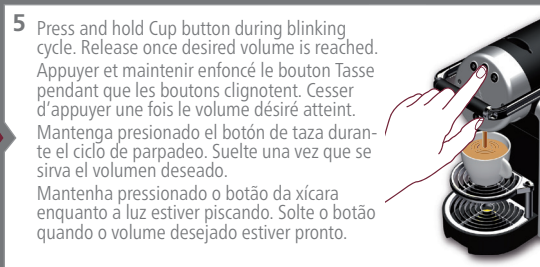 5 Press and hold Cup button during blinking
cycle. Release once desired volume is reached.
Appuyer et maintenir enfoncé le bouton Tasse
pendant que les boutons clignotent. Cesser
d’appuyer une fois le volume désiré atteint.
Mantenga presionado el botón de taza duran-
te el ciclo de parpadeo. Suelte una vez que se
sirva el volumen deseado.
Mantenha pressionado o botão da xícara
enquanto a luz estiver piscando. Solte o botão
quando o volume desejado estiver pronto.